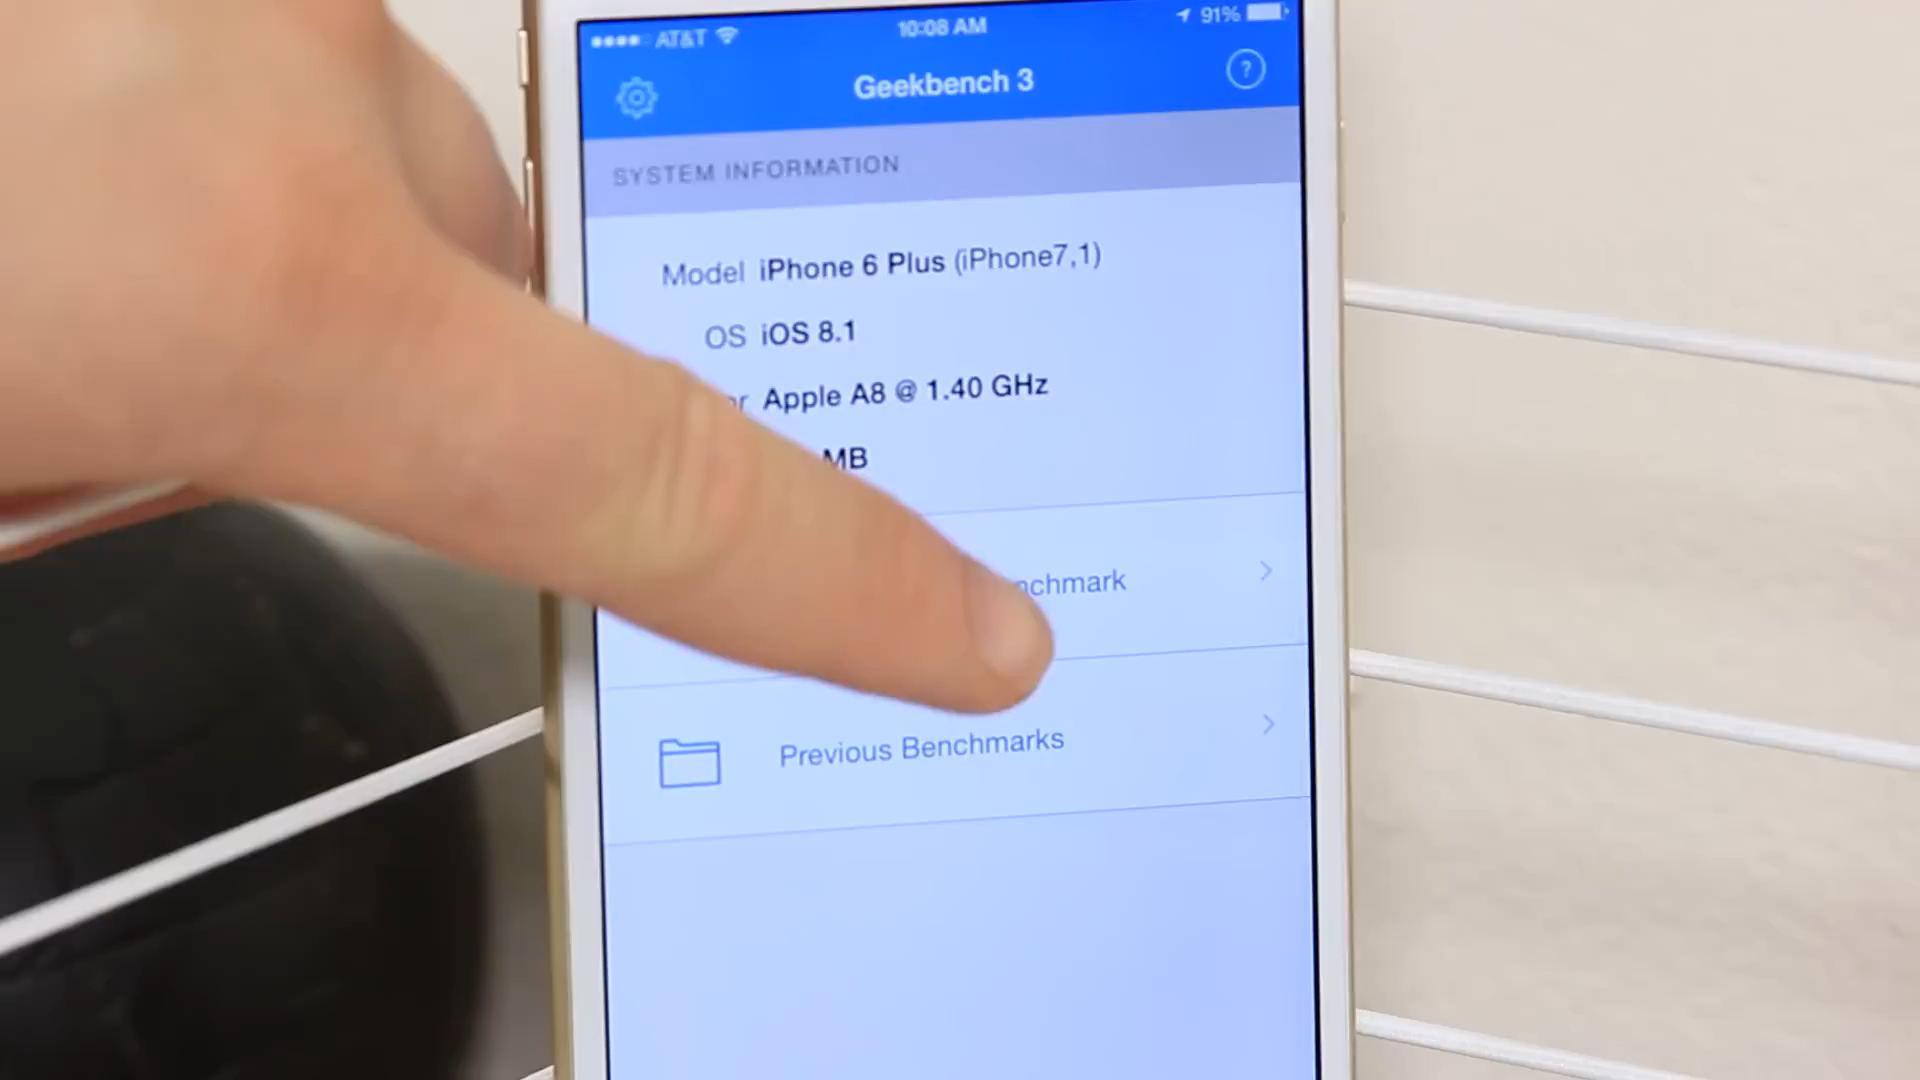 AT&T 10:08 AM 91%
Geekbench 3 ?
SYSTEM INFORMATION
Model iPhone 6 Plus (iPhone7,1)
OS iOS 8.1
Apple A8 @ 1.40 GHz
MB
Previous Benchmarks